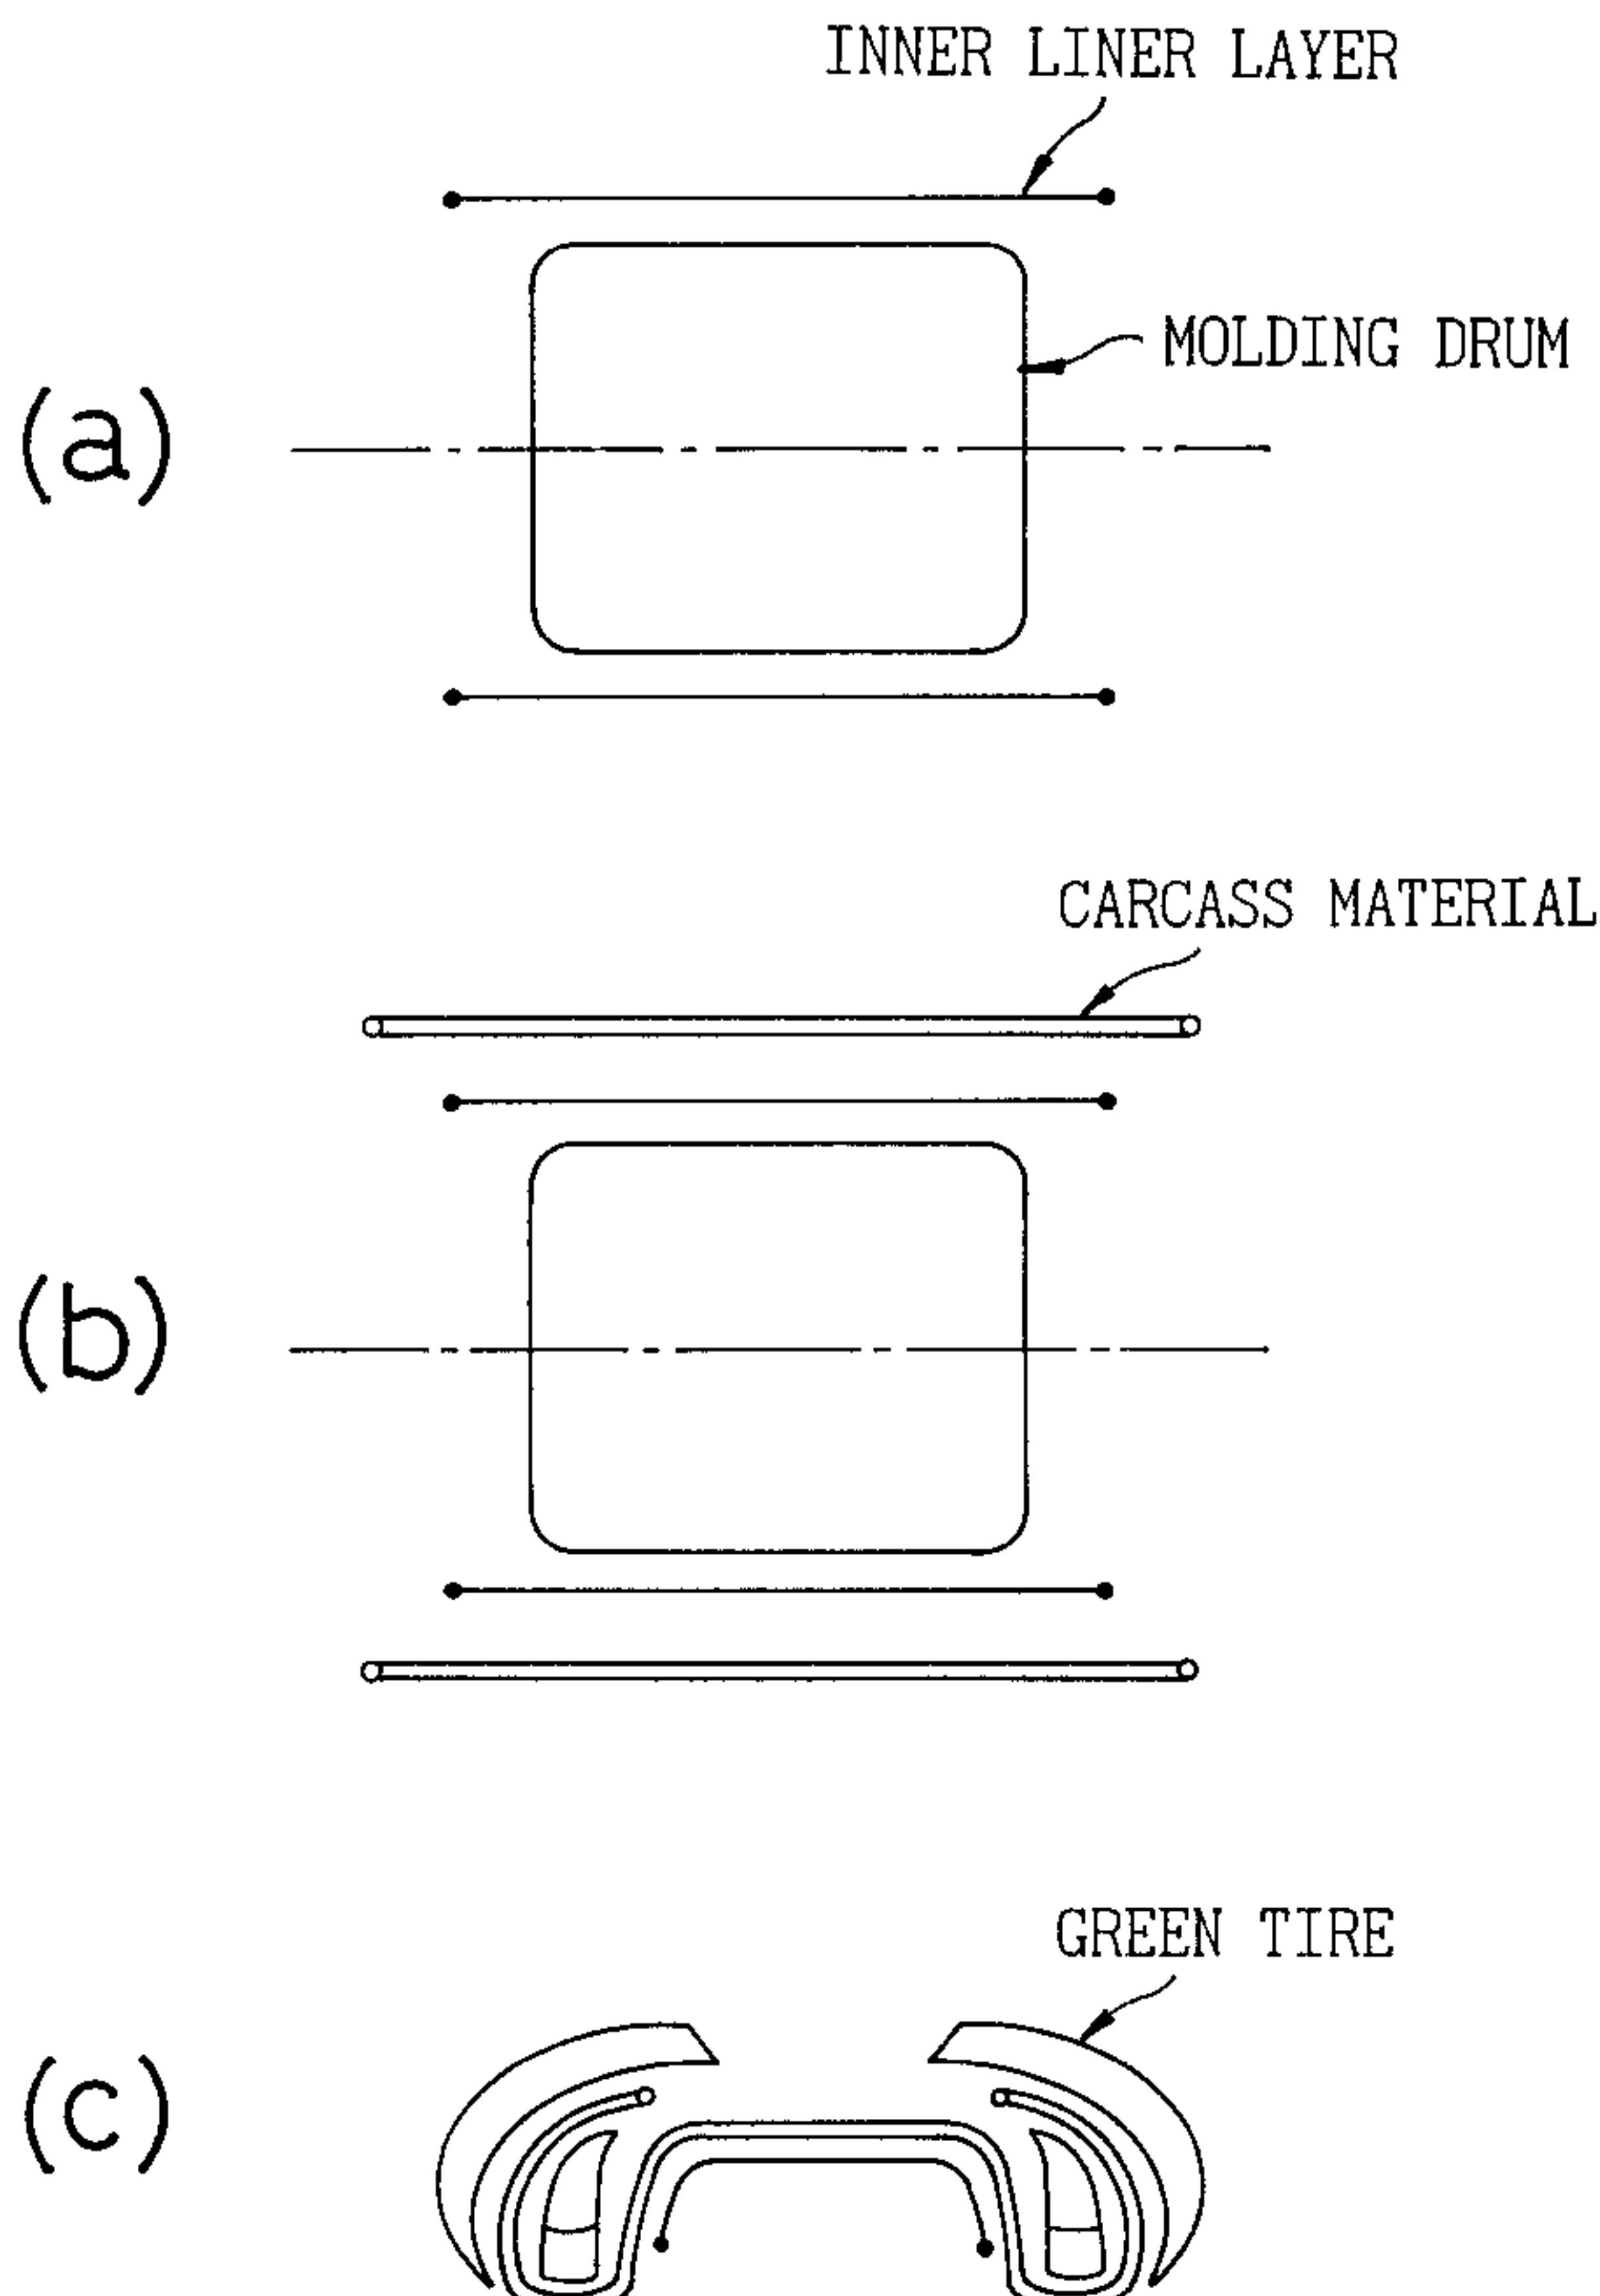 INNER LINER LAYER
MOLDING DRUM
(a)
CARCASS MATERIAL
(b)
GREEN TIRE
(c)